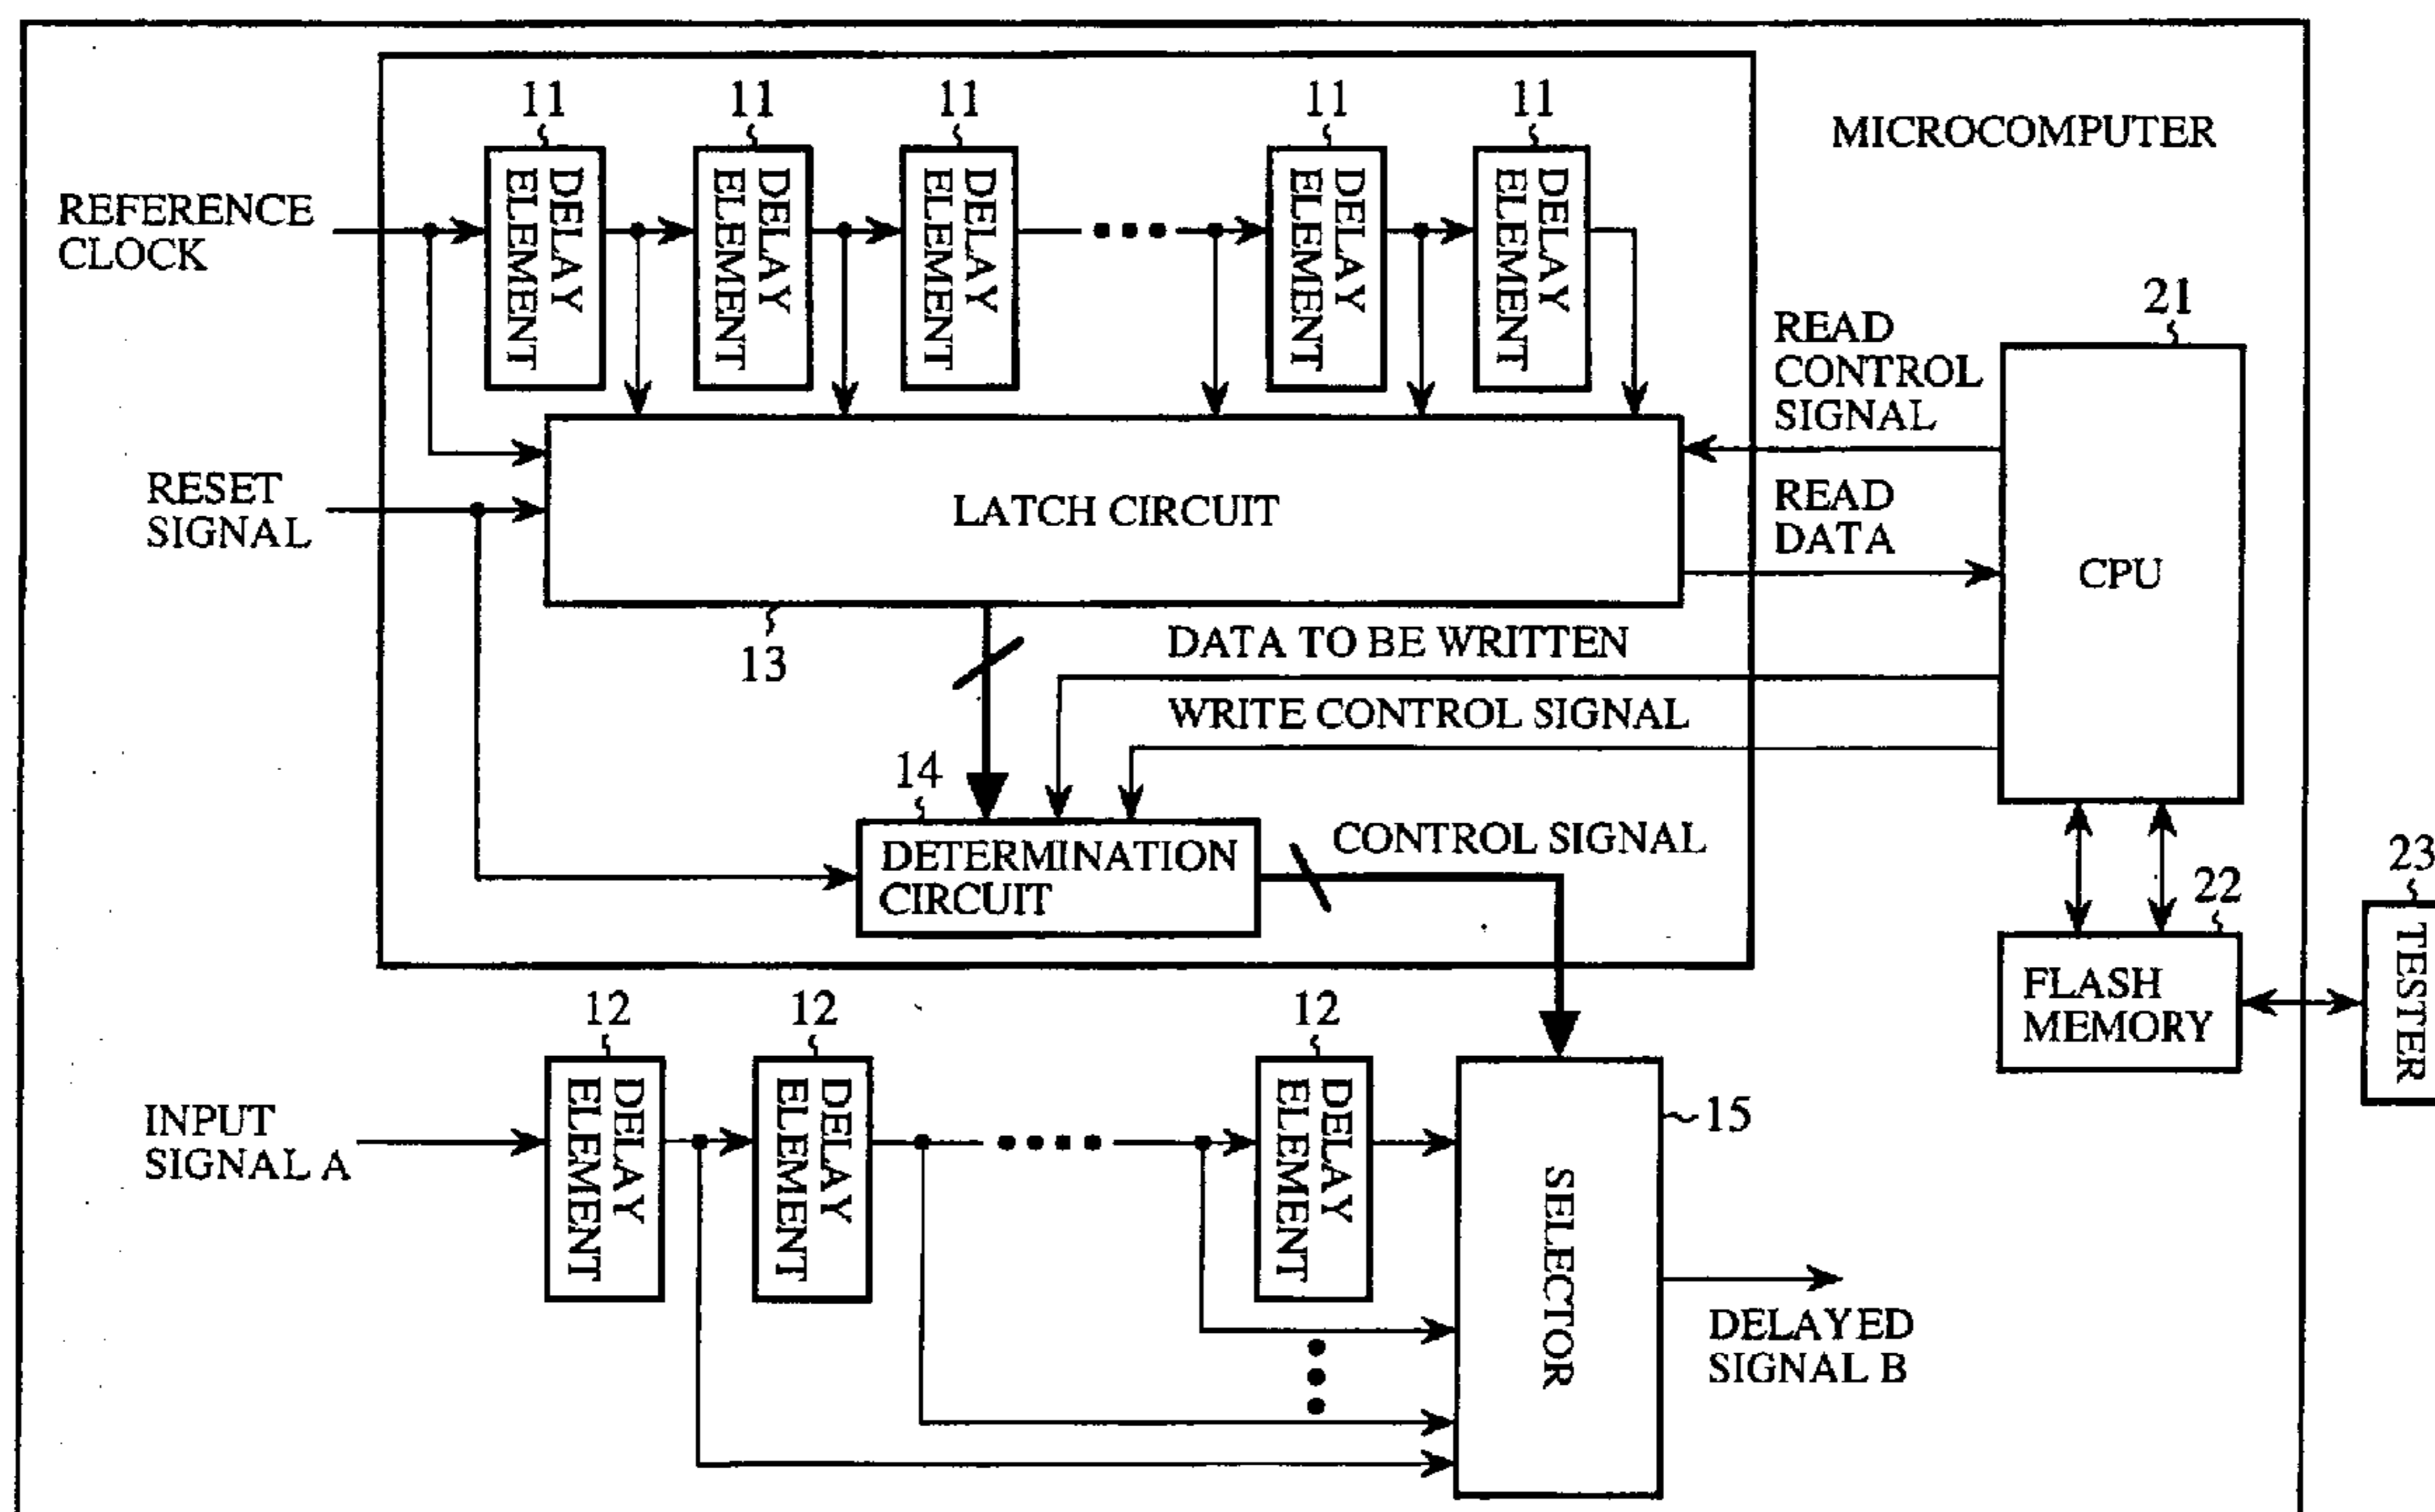 11
11
11
11
11
MICROCOMPUTER
DELAY
ELEMENT
DELAY
ELEMENT
DELAY
ELEMENT
DELAY
ELEMENT
DELAY
ELEMENT
REFERENCE
CLOCK
21
READ
CONTROL
SIGNAL
RESET
SIGNAL
LATCH CIRCUIT
READ
DATA
CPU
13
DATA TO BE WRITTEN
WRITE CONTROL SIGNAL
14
DETERMINATION
CIRCUIT
CONTROL SIGNAL
22
23
FLASH
MEMORY
TESTER
12
12
12
INPUT
SIGNAL A
DELAY
ELEMENT
DELAY
ELEMENT
DELAY
ELEMENT
15
SELECTOR
DELAYED
SIGNAL B